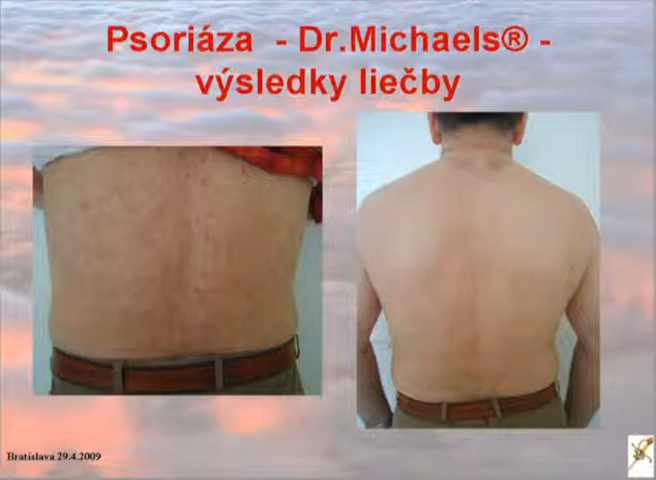 Psoriáza - Dr.Michaels® -
výsledky liečby
Bratislava 29.4.2009